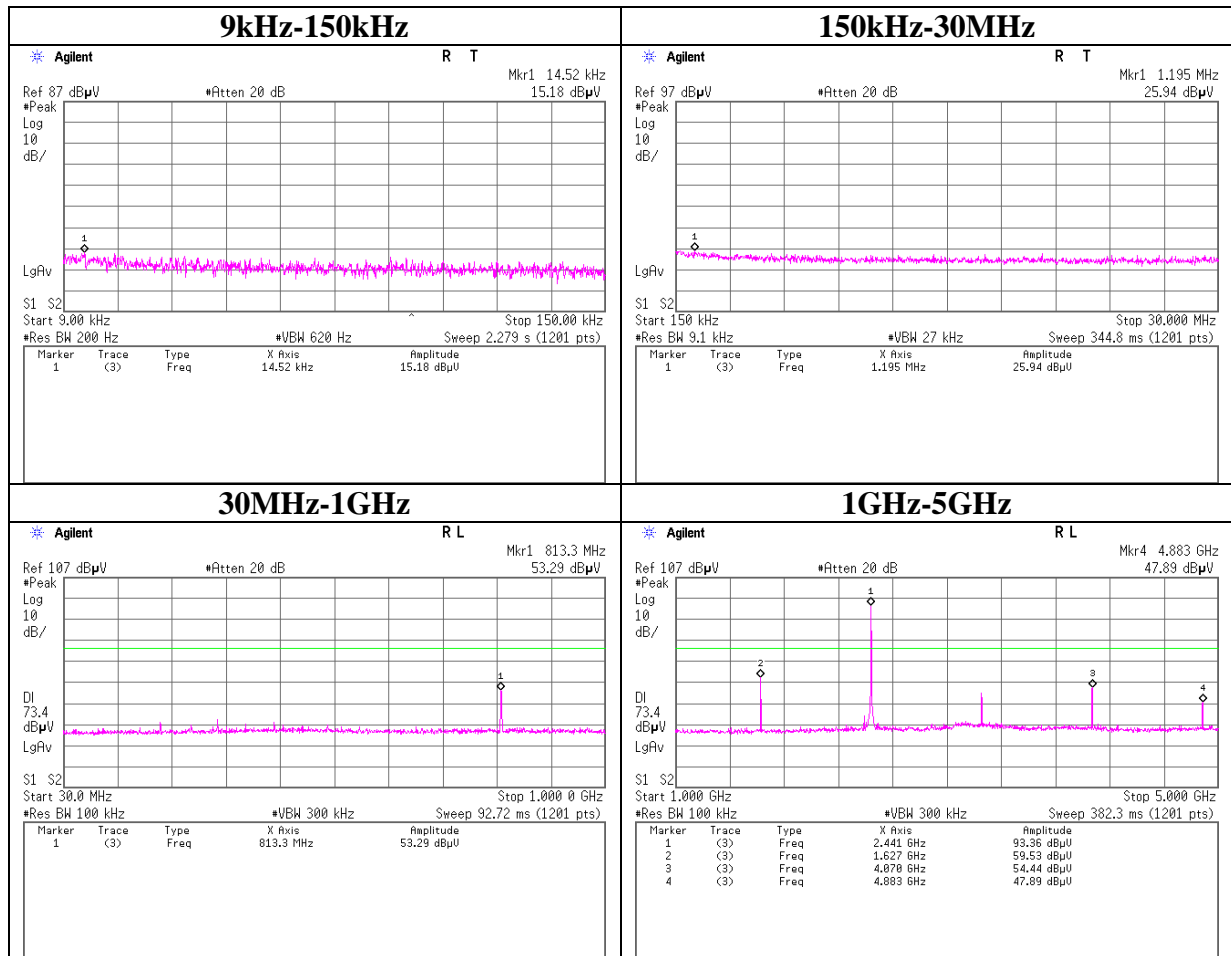 9kHz-150kHz
Agilent R T
Mkr1 14.52 kHz
Ref 87 dBµV #Atten 20 dB 15.18 dBµV
#Peak
Log
10
dB/
1
LgAv
S1 S2
Start 9.00 kHz ^ Stop 150.00 kHz
#Res BW 200 Hz #VBW 620 Hz Sweep 2.279 s (1201 pts)
Marker Trace Type X Axis Amplitude
1 (3) Freq 14.52 kHz 15.18 dBµV
150kHz-30MHz
Agilent R T
Mkr1 1.195 MHz
Ref 97 dBµV #Atten 20 dB 25.94 dBµV
#Peak
Log
10
dB/
1
LgAv
S1 S2
Start 150 kHz Stop 30.000 MHz
#Res BW 9.1 kHz #VBW 27 kHz Sweep 344.8 ms (1201 pts)
Marker Trace Type X Axis Amplitude
1 (3) Freq 1.195 MHz 25.94 dBµV
30MHz-1GHz
Agilent R L
Mkr1 813.3 MHz
Ref 107 dBµV #Atten 20 dB 53.29 dBµV
#Peak
Log
10
dB/
1
DI
73.4
dBµV
LgAv
S1 S2
Start 30.0 MHz Stop 1.000 0 GHz
#Res BW 100 kHz #VBW 300 kHz Sweep 92.72 ms (1201 pts)
Marker Trace Type X Axis Amplitude
1 (3) Freq 813.3 MHz 53.29 dBµV
1GHz-5GHz
Agilent R L
Mkr4 4.883 GHz
Ref 107 dBµV #Atten 20 dB 47.89 dBµV
#Peak
Log
10
dB/
1
2
3
4
DI
73.4
dBµV
LgAv
S1 S2
Start 1.000 GHz Stop 5.000 GHz
#Res BW 100 kHz #VBW 300 kHz Sweep 382.3 ms (1201 pts)
Marker Trace Type X Axis Amplitude
1 (3) Freq 2.441 GHz 93.36 dBµV
2 (3) Freq 1.627 GHz 59.53 dBµV
3 (3) Freq 4.070 GHz 54.44 dBµV
4 (3) Freq 4.883 GHz 47.89 dBµV